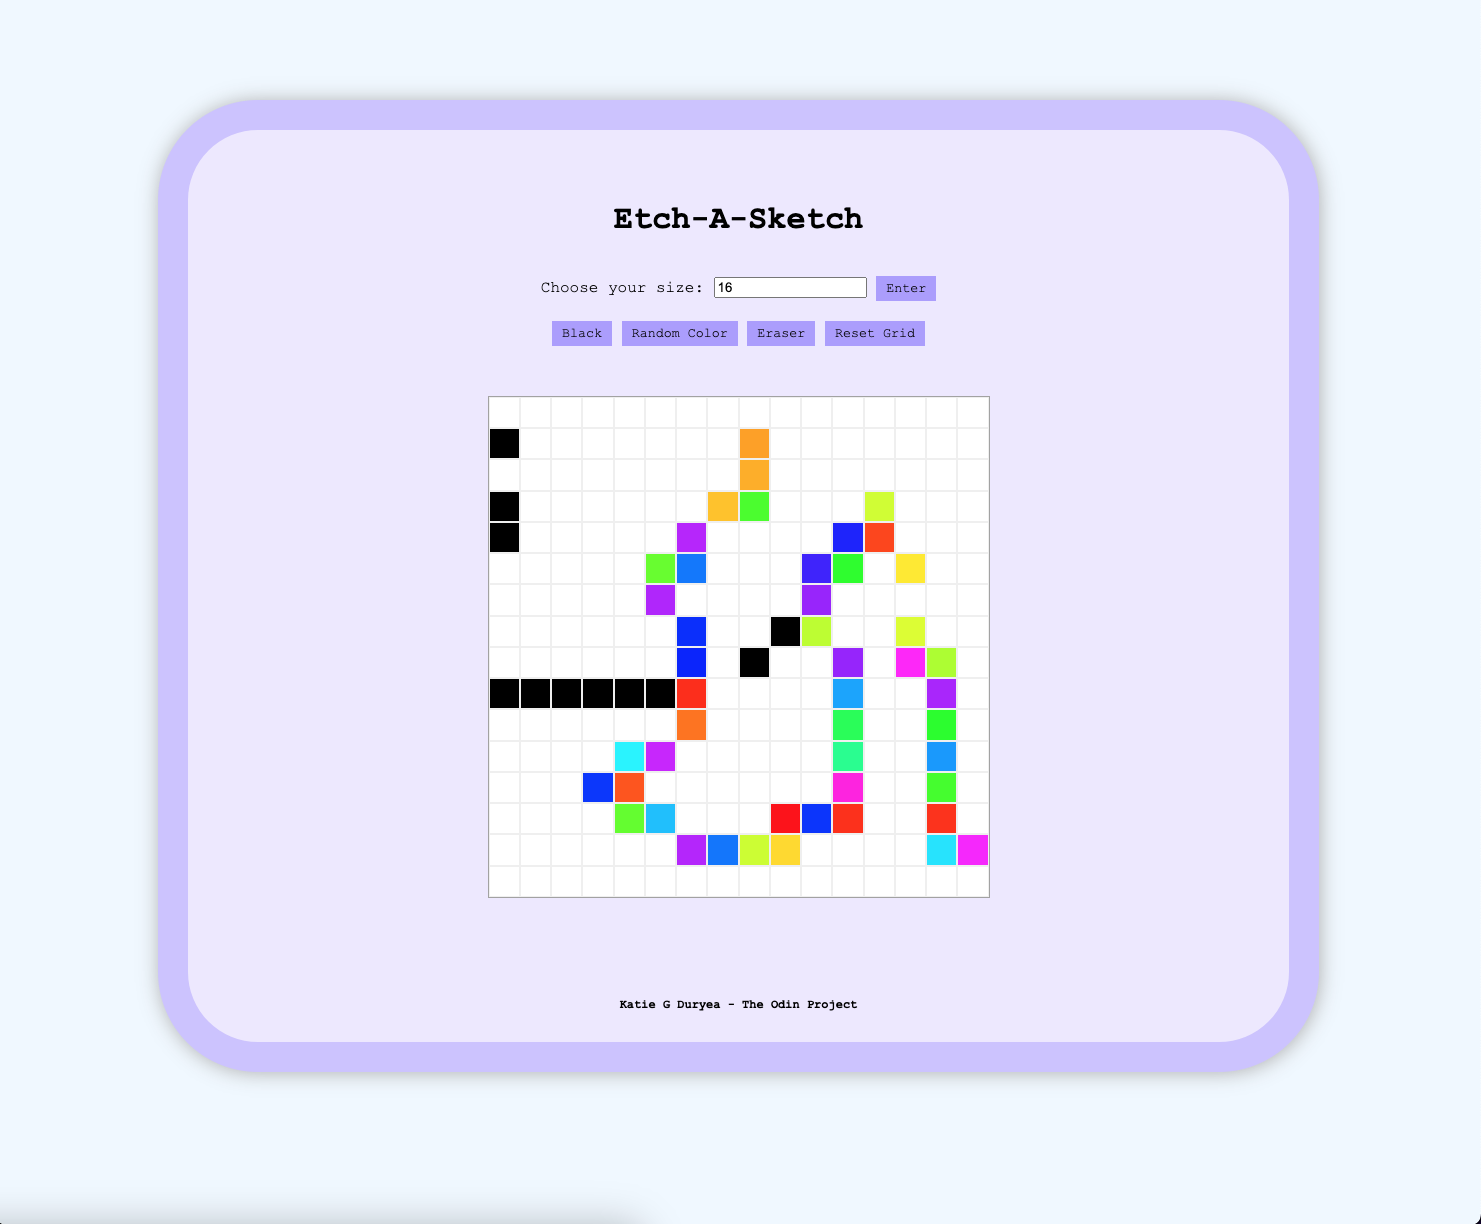 Etch-A-Sketch
Choose your size: 16 Enter
Black Random Color Eraser Reset Grid
Katie G Duryea - The Odin Project